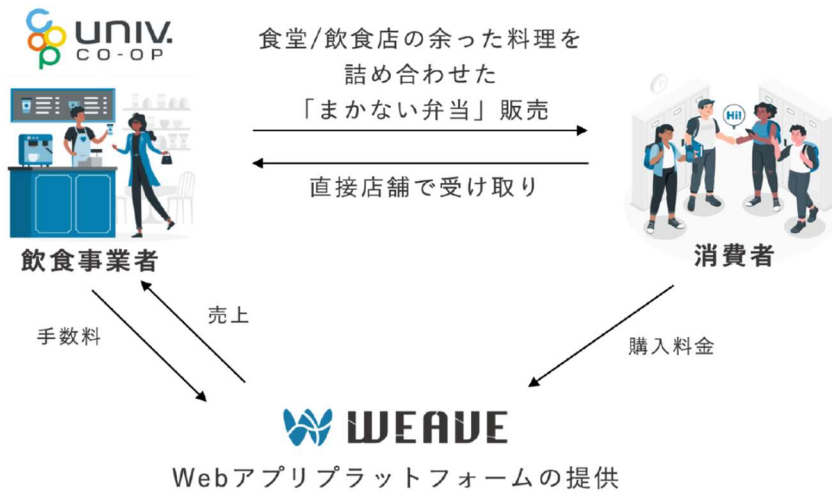 UNIV.
CO-OP
食堂/飲食店の余った料理を
詰め合わせた
「まかない弁当」販売
Hi!
直接店舗で受け取り
飲食事業者
消費者
手数料
売上
購入料金
WEAVE
Webアプリプラットフォームの提供